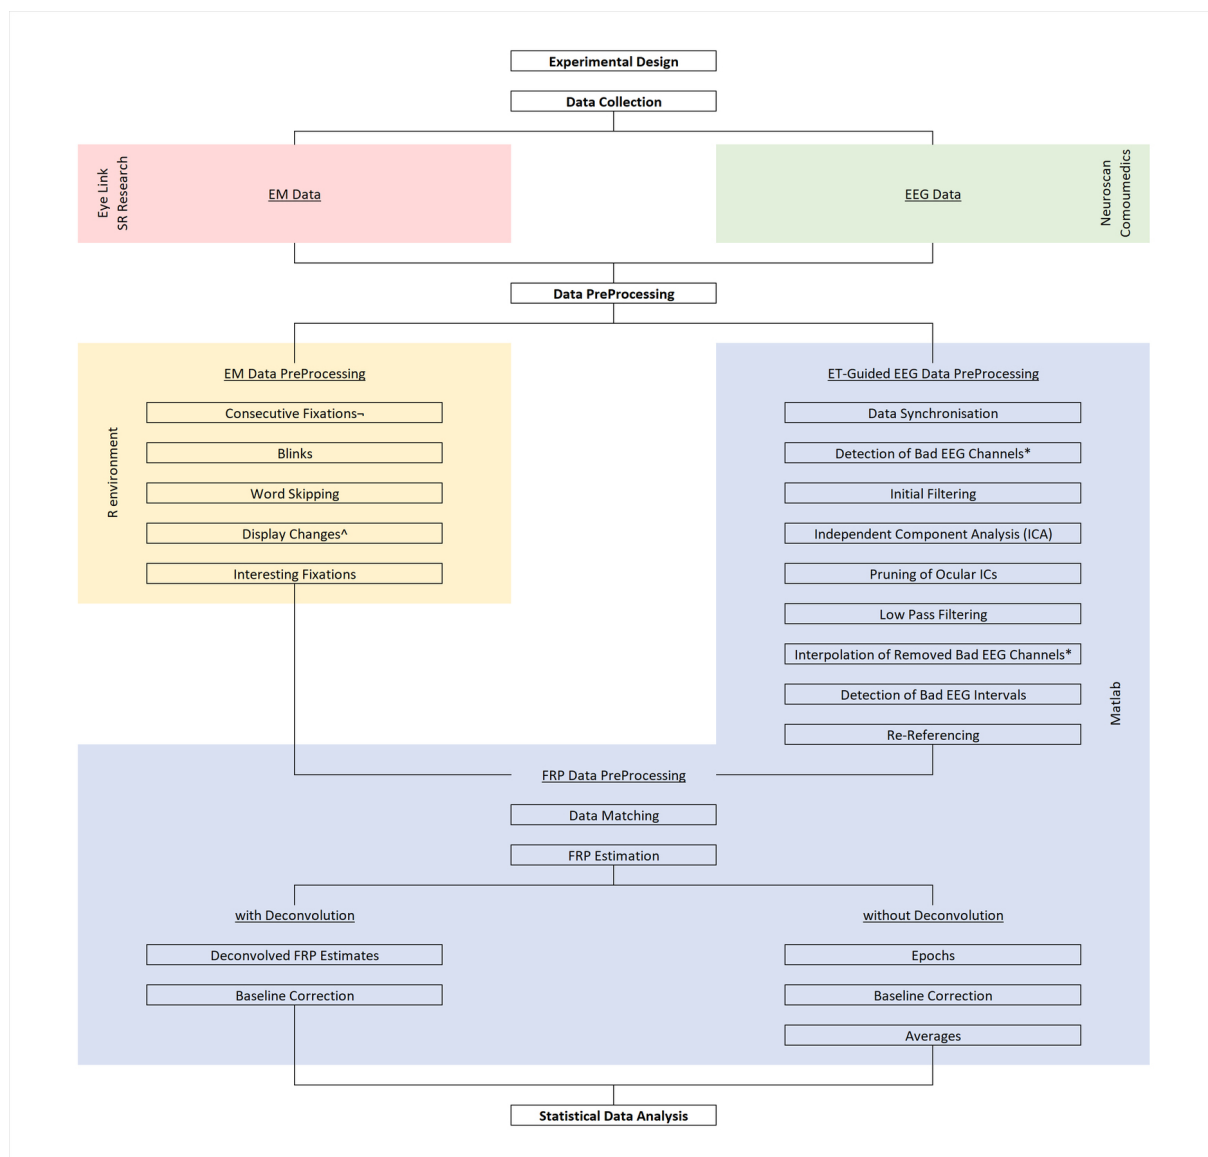 Experimental Design
Data Collection
Eye Link
SR Research
EM Data
EEG Data
Neuroscan
Comoumedics
Data PreProcessing
R environment
EM Data PreProcessing
Consecutive Fixations¬
Blinks
Word Skipping
Display Changes^
Interesting Fixations
ET-Guided EEG Data PreProcessing
Data Synchronisation
Detection of Bad EEG Channels*
Initial Filtering
Independent Component Analysis (ICA)
Pruning of Ocular ICs
Low Pass Filtering
Interpolation of Removed Bad EEG Channels*
Detection of Bad EEG Intervals
Re-Referencing
Matlab
FRP Data PreProcessing
Data Matching
FRP Estimation
with Deconvolution
Deconvolved FRP Estimates
Baseline Correction
without Deconvolution
Epochs
Baseline Correction
Averages
Statistical Data Analysis